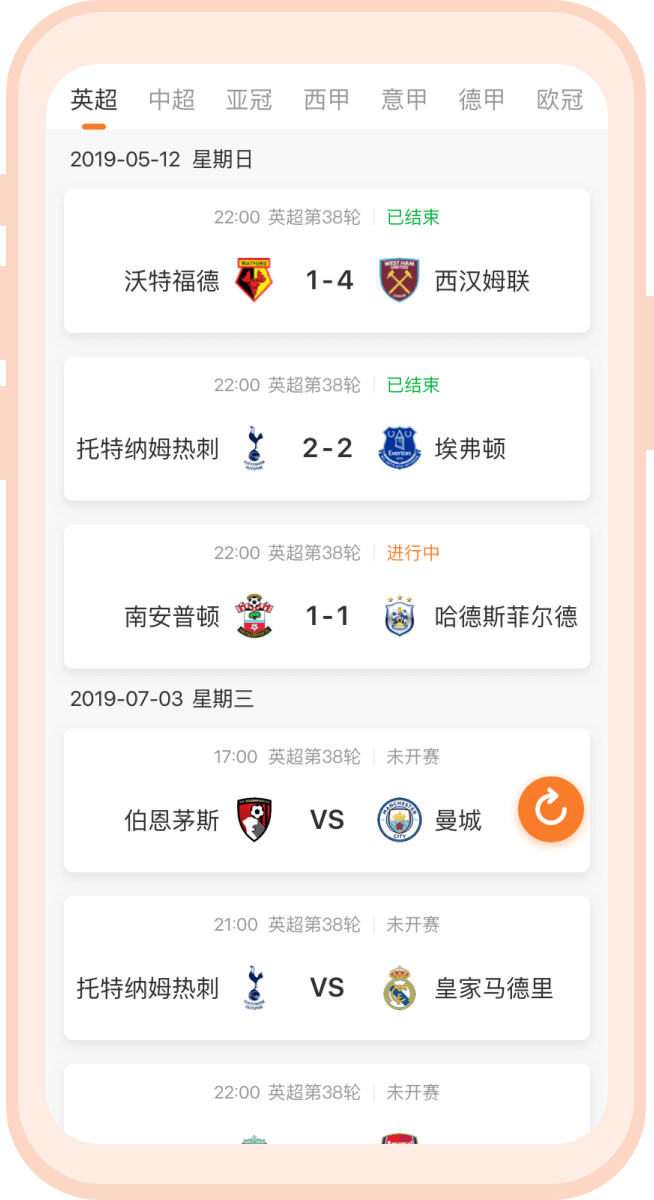 英超 中超 亚冠 西甲 意甲 德甲 欧冠
2019-05-12 星期日
22:00 英超第38轮 已结束
沃特福德 WATFORD 1-4 WEST HAM UNITED 西汉姆联
22:00 英超第38轮 已结束
托特纳姆热刺 2-2 Everton 埃弗顿
22:00 英超第38轮 进行中
南安普顿 1-1 哈德斯菲尔德
2019-07-03 星期三
17:00 英超第38轮 未开赛
伯恩茅斯 VS MANCHESTER CITY 曼城
21:00 英超第38轮 未开赛
托特纳姆热刺 VS 皇家马德里
22:00 英超第38轮 未开赛